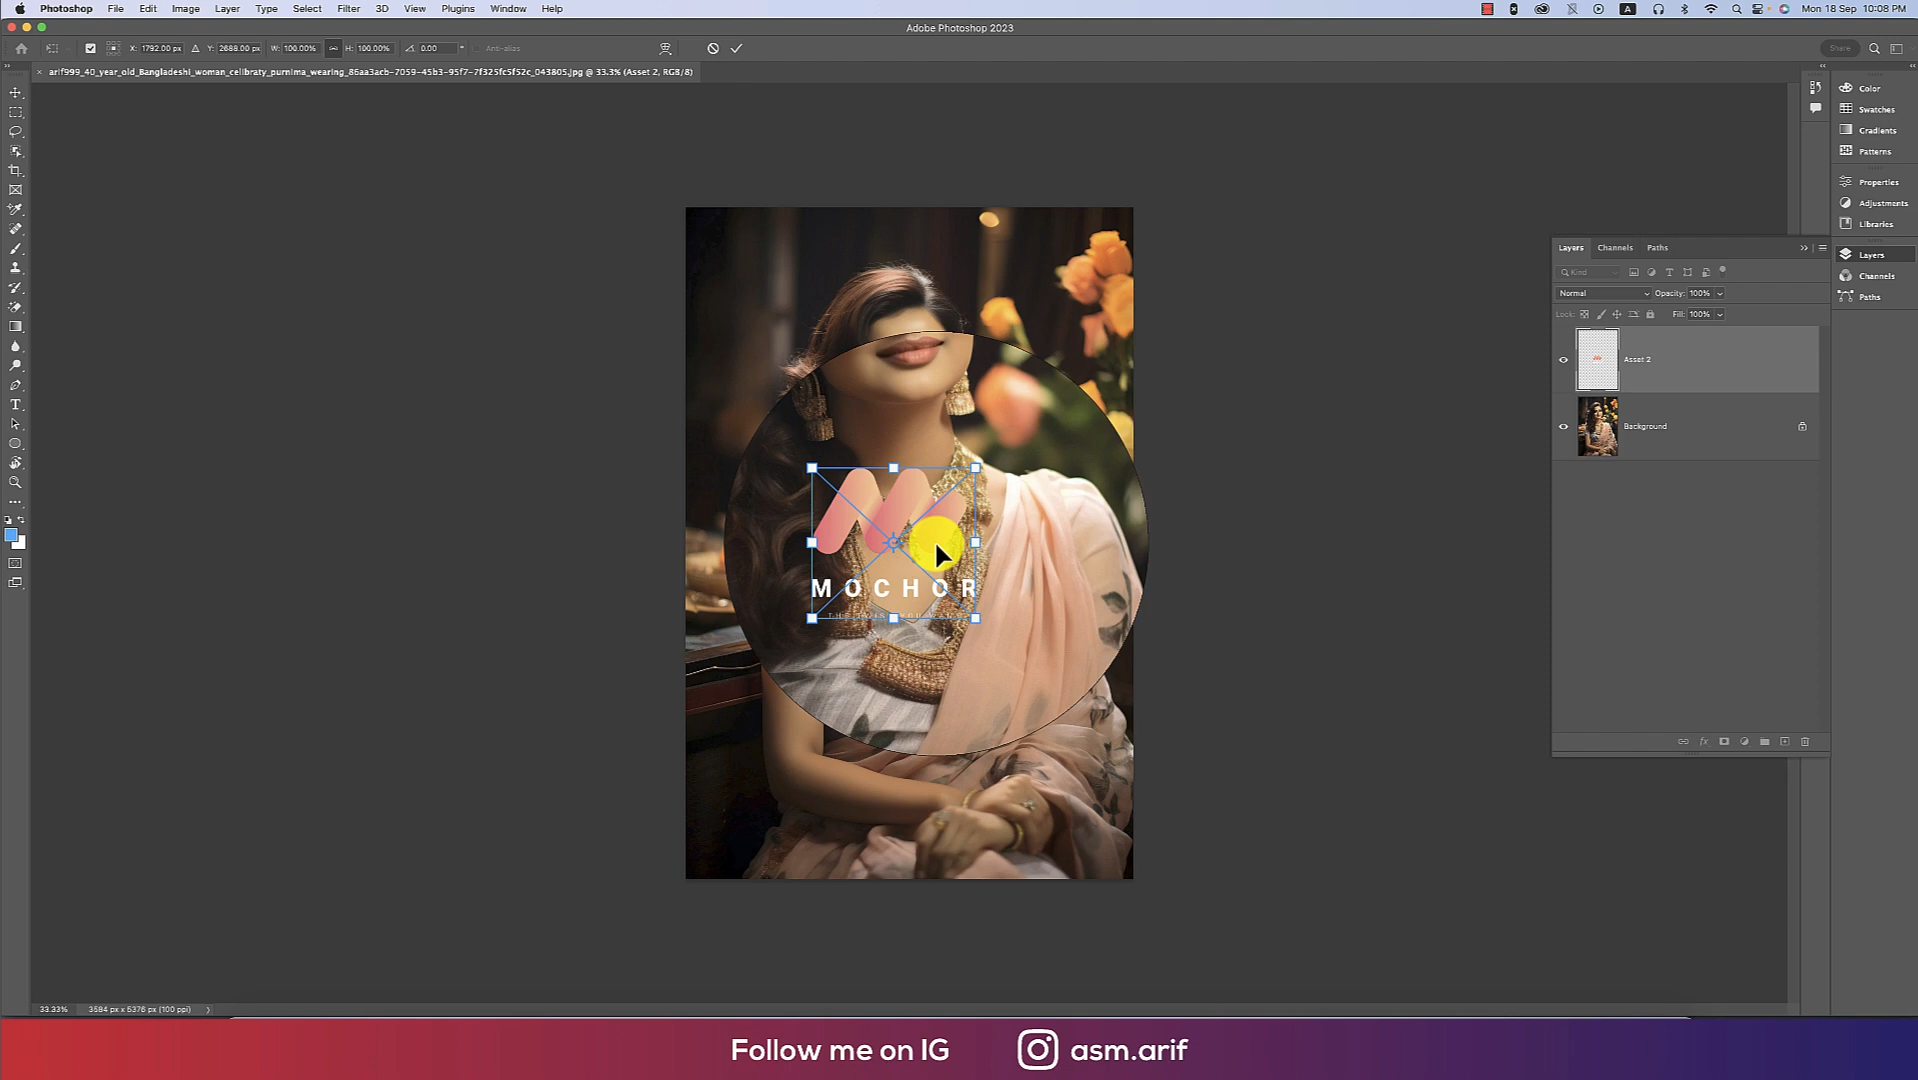 Photoshop File Edit Image Layer Type Select Filter 3D View Plugins Window Help
A
Mon 18 Sep 10:08 PM
Adobe Photoshop 2023
X: 1792.00 px Y: 2688.00 px W: 100.00% H: 100.00% 0.00 Anti-alias
Share
× arif999_40_year_old_Bangladeshi_woman_celibraty_purnima_wearing_86aa3acb-7059-45b3-95f7-7f325fc5f52c_043805.jpg @ 33.3% (Asset 2, RGB/8)
Color
Swatches
Gradients
Patterns
Properties
Adjustments
Libraries
Layers
Channels
Paths
Layers Channels Paths
Kind
Normal Opacity: 100%
Lock: Fill: 100%
Asset 2
Background
MOCHOR
33.33% 3584 px x 5376 px (100 ppi)
Follow me on IG asm.arif